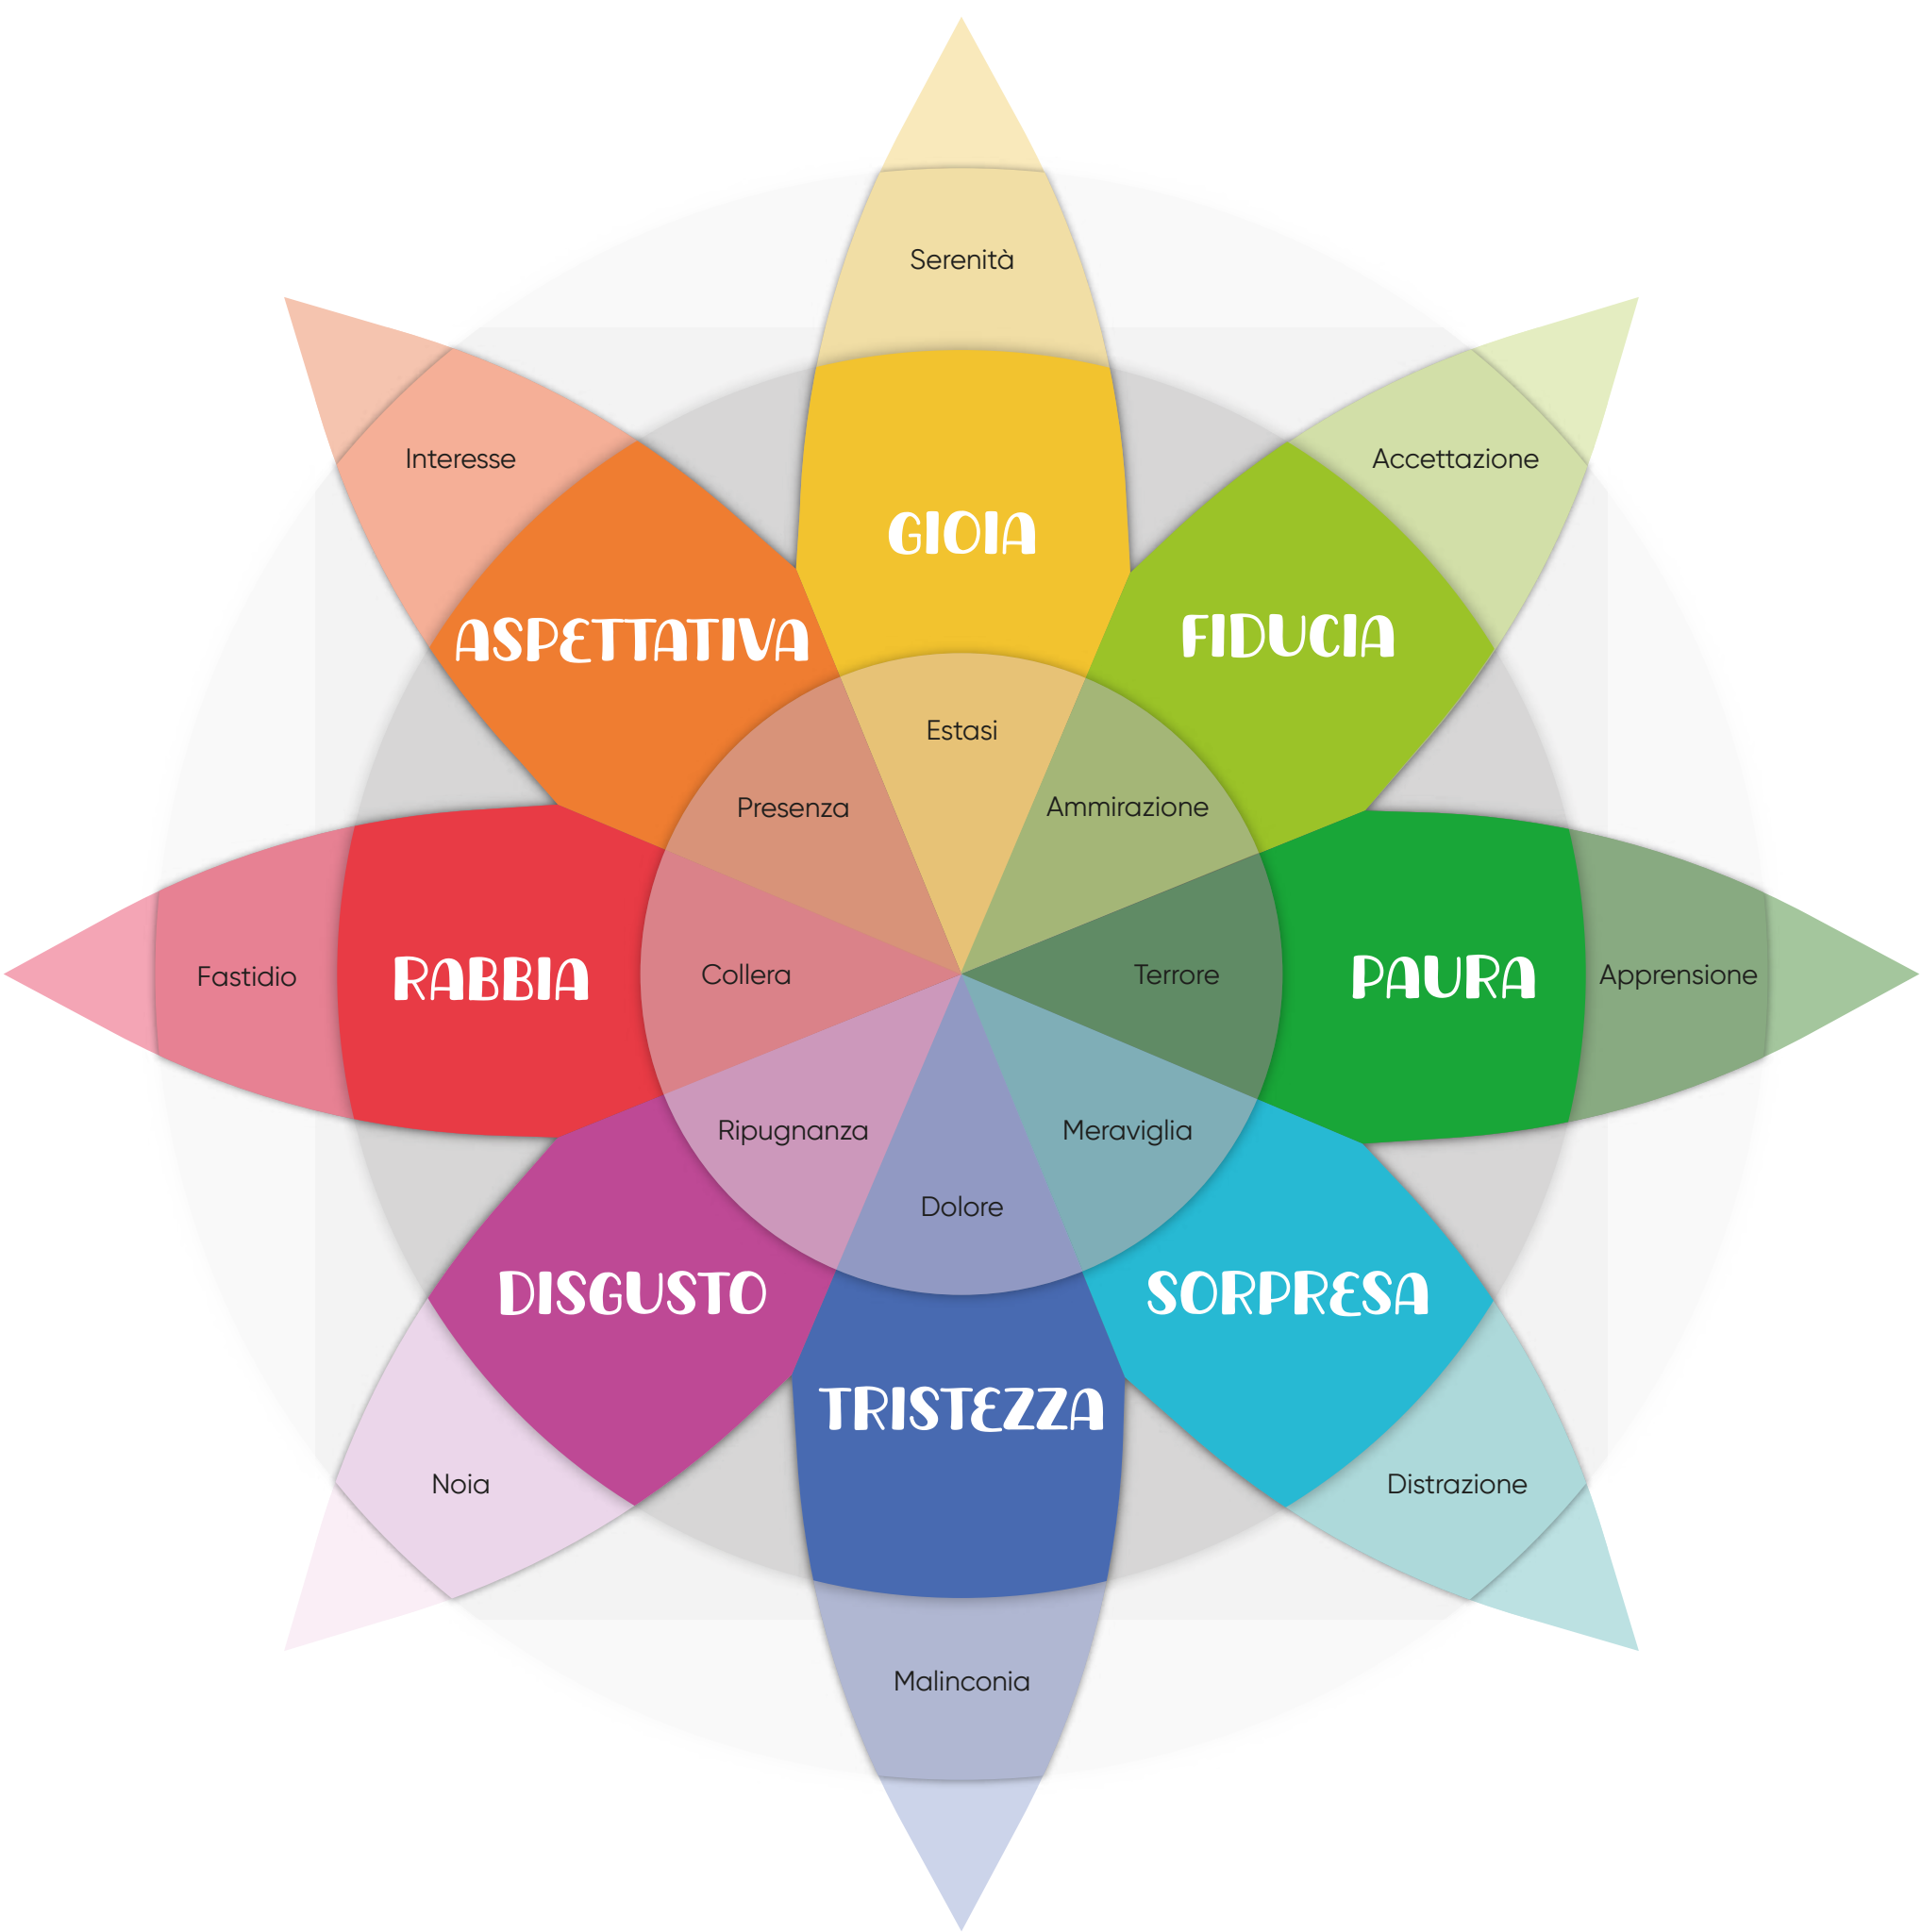 Serenità
Interesse
Accettazione
GIOIA
ASPETTATIVA
FIDUCIA
Estasi
Presenza
Ammirazione
Fastidio
RABBIA
Collera
Terrore
PAURA
Apprensione
Ripugnanza
Meraviglia
Dolore
DISGUSTO
SORPRESA
TRISTEZZA
Noia
Distrazione
Malinconia